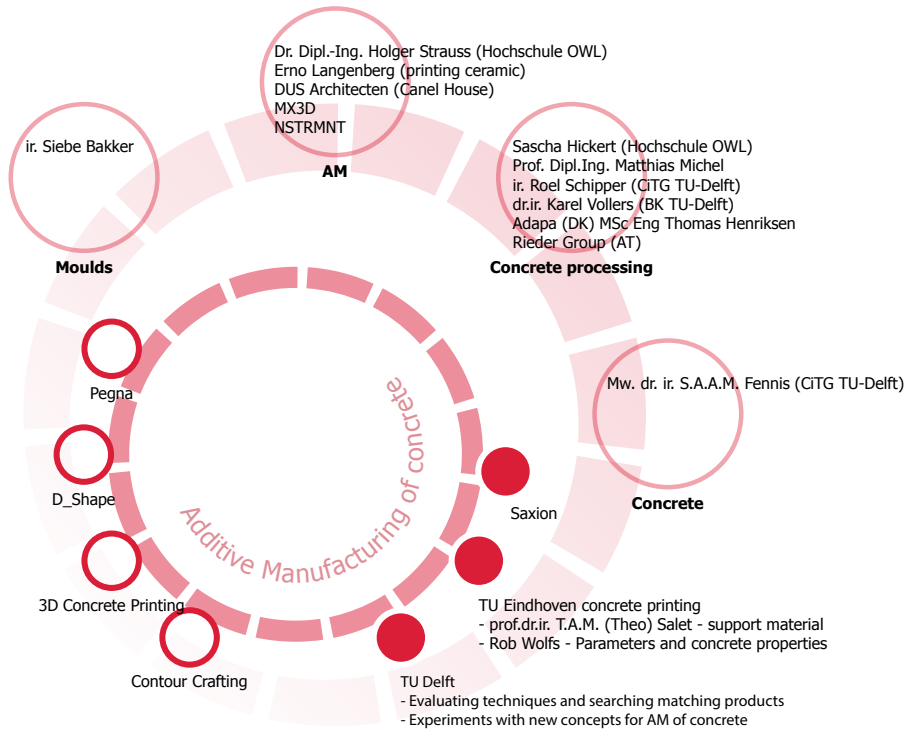 Dr. Dipl.-Ing. Holger Strauss (Hochschule OWL)
Erno Langenberg (printing ceramic)
DUS Architecten (Canel House)
MX3D
NSTRMNT
AM
ir. Siebe Bakker
Moulds
Sascha Hickert (Hochschule OWL)
Prof. Dipl.Ing. Matthias Michel
ir. Roel Schipper (CiTG TU-Delft)
dr.ir. Karel Vollers (BK TU-Delft)
Adapa (DK) MSc Eng Thomas Henriksen
Rieder Group (AT)
Concrete processing
Mw. dr. ir. S.A.A.M. Fennis (CiTG TU-Delft)
Concrete
Pegna
D_Shape
3D Concrete Printing
Contour Crafting
Additive Manufacturing of concrete
Saxion
TU Eindhoven concrete printing
- prof.dr.ir. T.A.M. (Theo) Salet - support material
- Rob Wolfs - Parameters and concrete properties
TU Delft
- Evaluating techniques and searching matching products
- Experiments with new concepts for AM of concrete